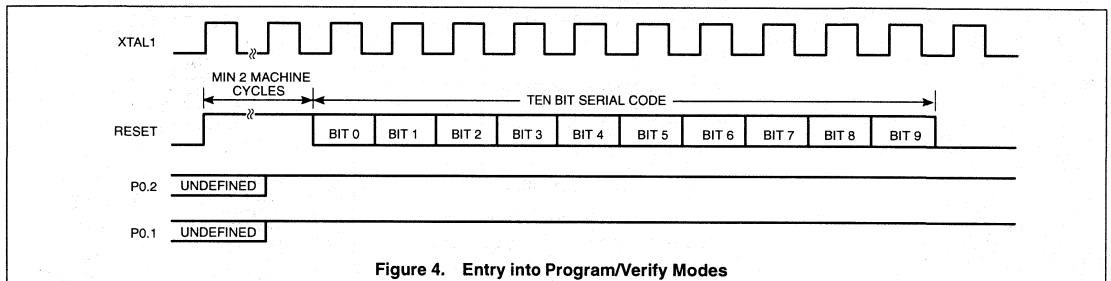 XTAL1
MIN 2 MACHINE
CYCLES
TEN BIT SERIAL CODE
RESET
BIT 0 BIT 1 BIT 2 BIT 3 BIT 4 BIT 5 BIT 6 BIT 7 BIT 8 BIT 9
P0.2 UNDEFINED
P0.1 UNDEFINED
Figure 4. Entry into Program/Verify Modes